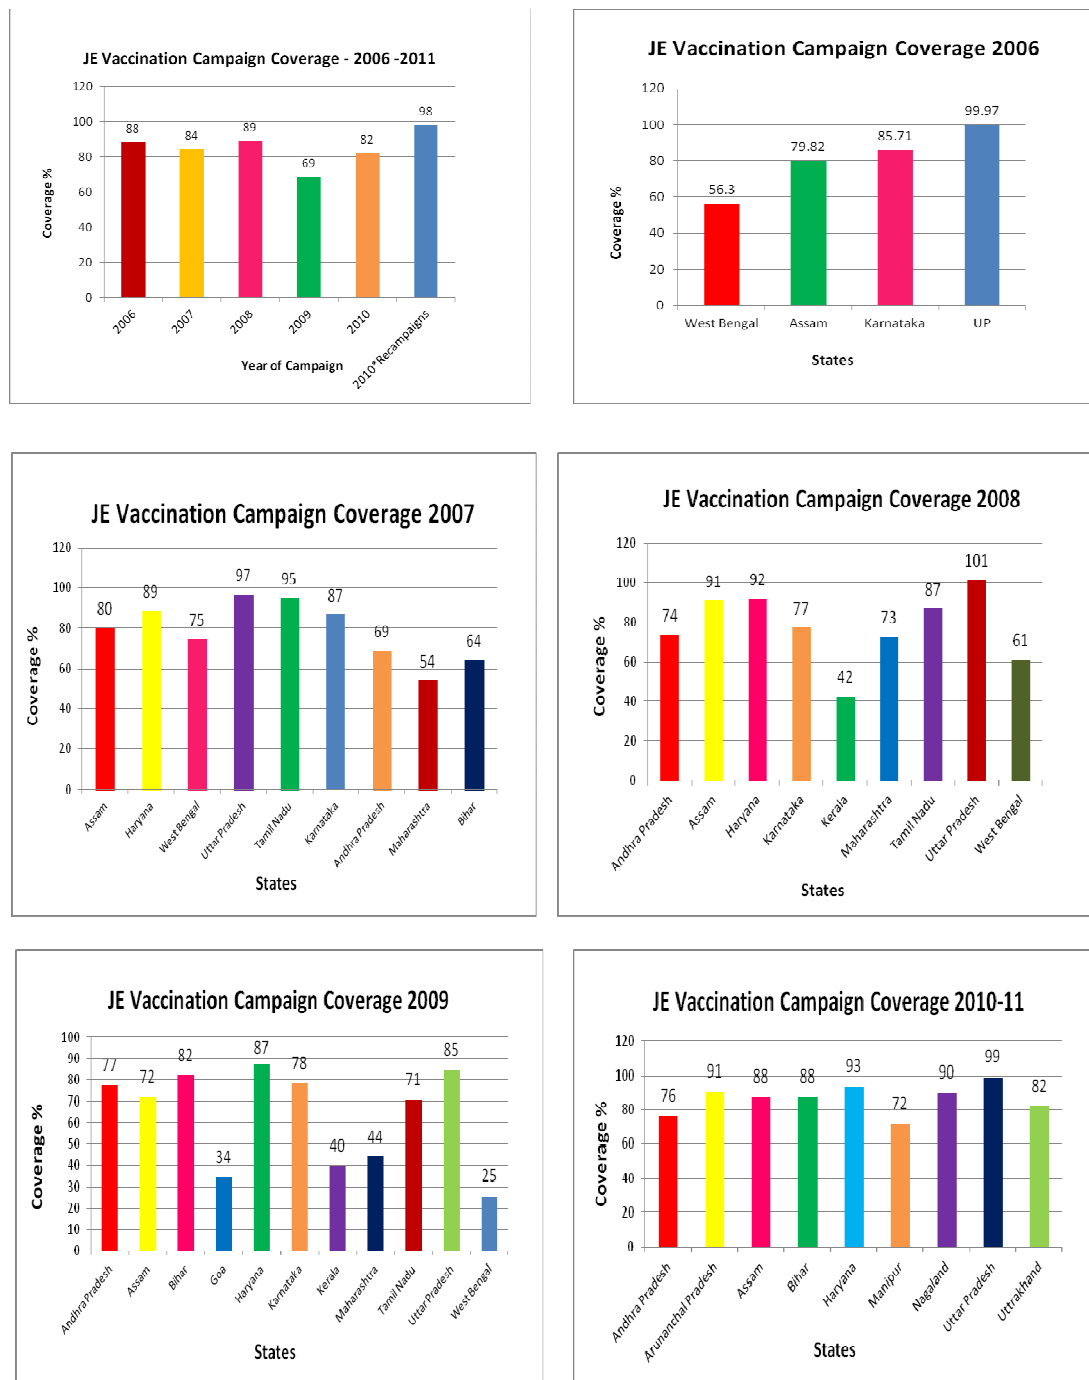 JE Vaccination Campaign Coverage - 2006 -2011
120
100
80
60
40
20
0
88
84
89
69
82
98
Coverage %
2006
2007
2008
2009
2010
2010*Recampaigns
Year of Campaign
JE Vaccination Campaign Coverage 2006
120
100
80
60
40
20
0
56.3
79.82
85.71
99.97
Coverage %
West Bengal
Assam
Karnataka
UP
States
JE Vaccination Campaign Coverage 2007
120
100
80
60
40
20
0
80
89
75
97
95
87
69
54
64
Coverage %
Assam
Haryana
West Bengal
Uttar Pradesh
Tamil Nadu
Karnataka
Andhra Pradesh
Maharashtra
Bihar
States
JE Vaccination Campaign Coverage 2008
120
100
80
60
40
20
0
74
91
92
77
42
73
87
101
61
Coverage %
Andhra Pradesh
Assam
Haryana
Karnataka
Kerala
Maharashtra
Tamil Nadu
Uttar Pradesh
West Bengal
States
JE Vaccination Campaign Coverage 2009
100
90
80
70
60
50
40
30
20
10
0
77
72
82
34
87
78
40
44
71
85
25
Coverage %
Andhra Pradesh
Assam
Bihar
Goa
Haryana
Karnataka
Kerala
Maharashtra
Tamil Nadu
Uttar Pradesh
West Bengal
States
JE Vaccination Campaign Coverage 2010-11
120
100
80
60
40
20
0
76
91
88
88
93
72
90
99
82
Coverage %
Andhra Pradesh
Arunanchal Pradesh
Assam
Bihar
Haryana
Manipur
Nagaland
Uttar Pradesh
Uttrakhand
States